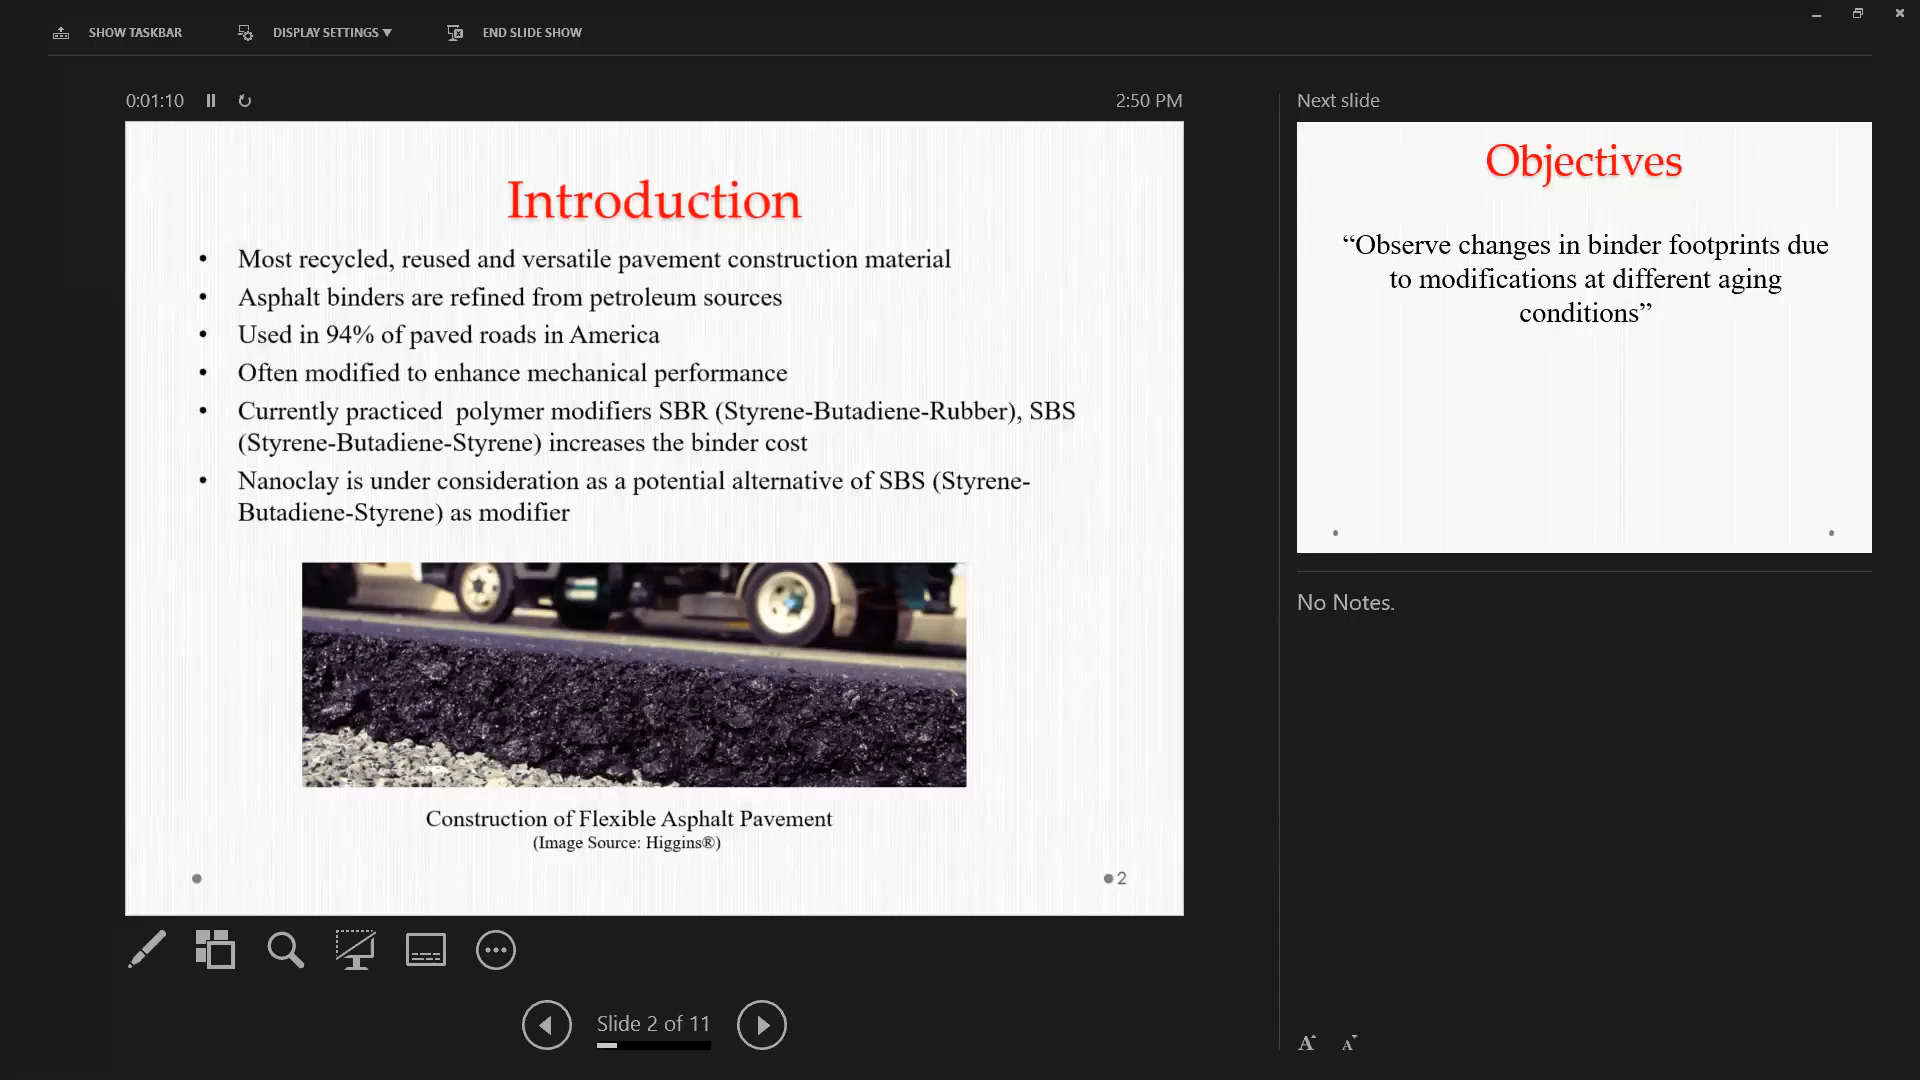 SHOW TASKBAR
DISPLAY SETTINGS ▼
END SLIDE SHOW
0:01:10
2:50 PM
Introduction
• Most recycled, reused and versatile pavement construction material
• Asphalt binders are refined from petroleum sources
• Used in 94% of paved roads in America
• Often modified to enhance mechanical performance
• Currently practiced  polymer modifiers SBR (Styrene-Butadiene-Rubber), SBS
(Styrene-Butadiene-Styrene) increases the binder cost
• Nanoclay is under consideration as a potential alternative of SBS (Styrene-
Butadiene-Styrene) as modifier
Construction of Flexible Asphalt Pavement
(Image Source: Higgins®)
2
Slide 2 of 11
Next slide
Objectives
“Observe changes in binder footprints due
to modifications at different aging
conditions”
No Notes.
A
A